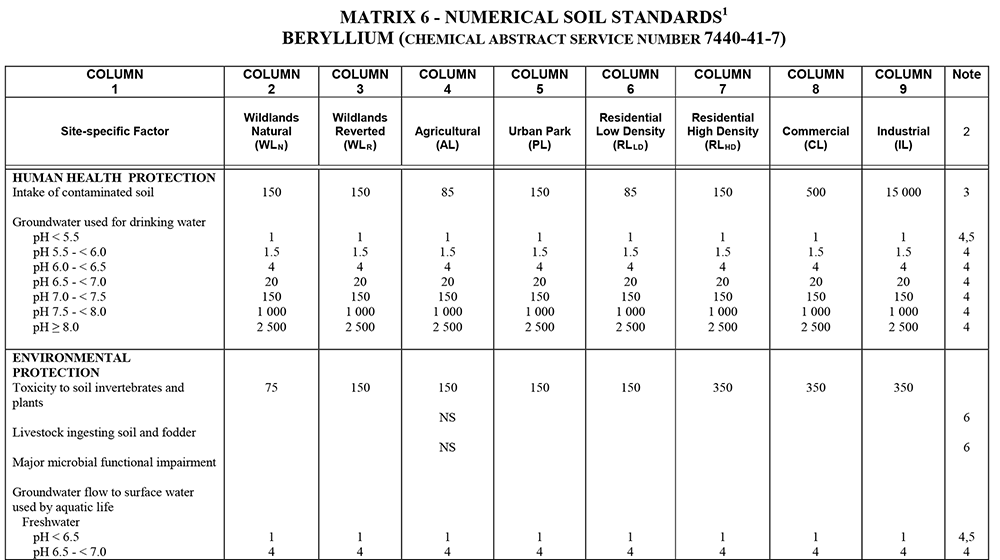 MATRIX 6 - NUMERICAL SOIL STANDARDS1
BERYLLIUM (CHEMICAL ABSTRACT SERVICE NUMBER 7440-41-7)
COLUMN 1 COLUMN 2 COLUMN 3 COLUMN 4 COLUMN 5 COLUMN 6 COLUMN 7 COLUMN 8 COLUMN 9 Note
Site-specific Factor Wildlands Natural (WLN) Wildlands Reverted (WLR) Agricultural (AL) Urban Park (PL) Residential Low Density (RLLD) Residential High Density (RLHD) Commercial (CL) Industrial (IL) 2
HUMAN HEALTH PROTECTION
Intake of contaminated soil 150 150 85 150 85 150 500 15 000 3
Groundwater used for drinking water
pH < 5.5 1 1 1 1 1 1 1 1 4,5
pH 5.5 - < 6.0 1.5 1.5 1.5 1.5 1.5 1.5 1.5 1.5 4
pH 6.0 - < 6.5 4 4 4 4 4 4 4 4 4
pH 6.5 - < 7.0 20 20 20 20 20 20 20 20 4
pH 7.0 - < 7.5 150 150 150 150 150 150 150 150 4
pH 7.5 - < 8.0 1 000 1 000 1 000 1 000 1 000 1 000 1 000 1 000 4
pH ≥ 8.0 2 500 2 500 2 500 2 500 2 500 2 500 2 500 2 500 4
ENVIRONMENTAL
PROTECTION
Toxicity to soil invertebrates and 75 150 150 150 150 350 350 350
plants
NS 6
Livestock ingesting soil and fodder
NS 6
Major microbial functional impairment
Groundwater flow to surface water
used by aquatic life
Freshwater
pH < 6.5 1 1 1 1 1 1 1 1 4,5
pH 6.5 - < 7.0 4 4 4 4 4 4 4 4 4